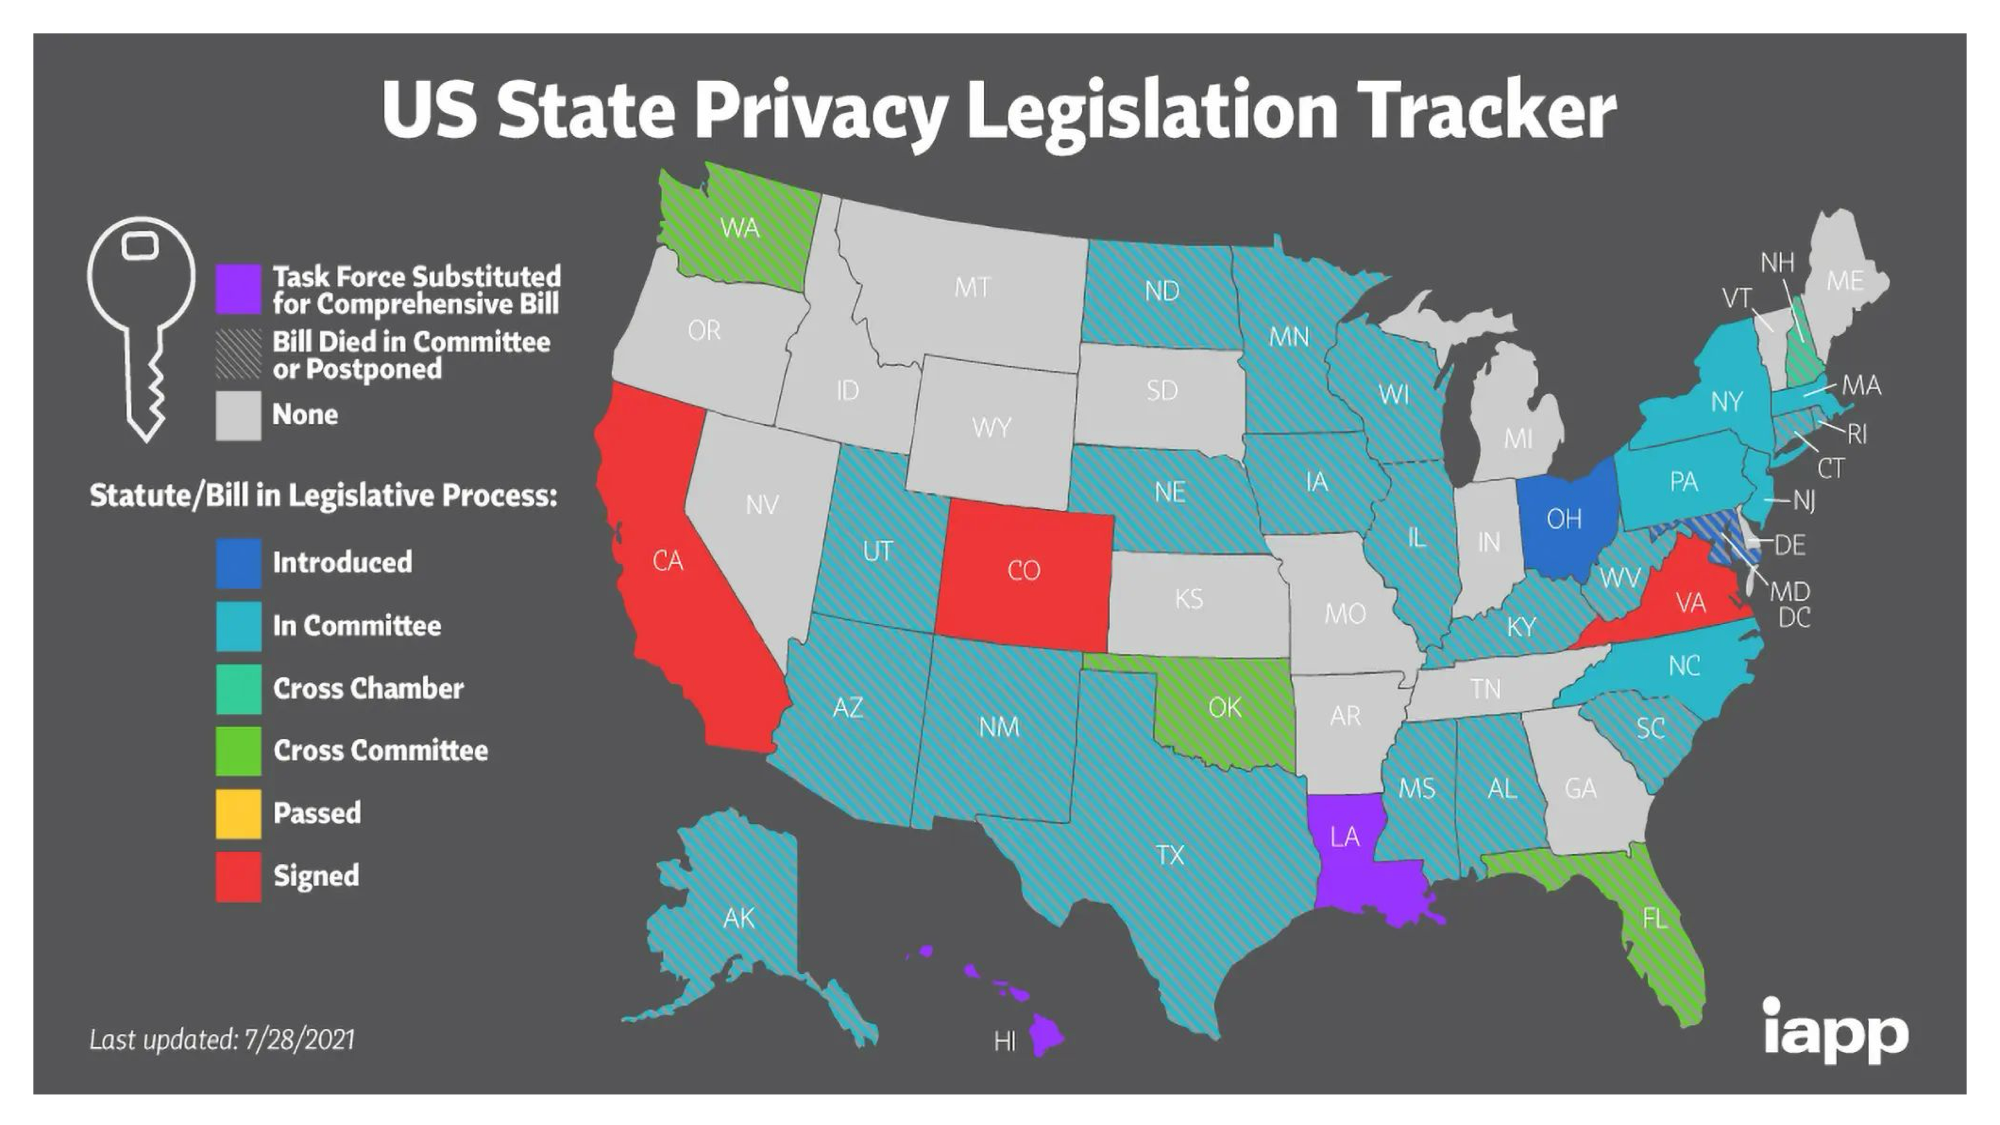 US State Privacy Legislation Tracker
Task Force Substituted
for Comprehensive Bill
Bill Died in Committee
or Postponed
None
Statute/Bill in Legislative Process:
Introduced
In Committee
Cross Chamber
Cross Committee
Passed
Signed
Last updated: 7/28/2021
WA
OR
CA
NV
ID
MT
WY
UT
CO
AZ
NM
ND
SD
NE
KS
OK
TX
MN
IA
MO
AR
LA
WI
IL
MI
IN
OH
KY
TN
MS
AL
GA
FL
SC
NC
VA
WV
PA
NY
VT
NH
ME
MA
RI
CT
NJ
DE
MD
DC
AK
HI
iapp